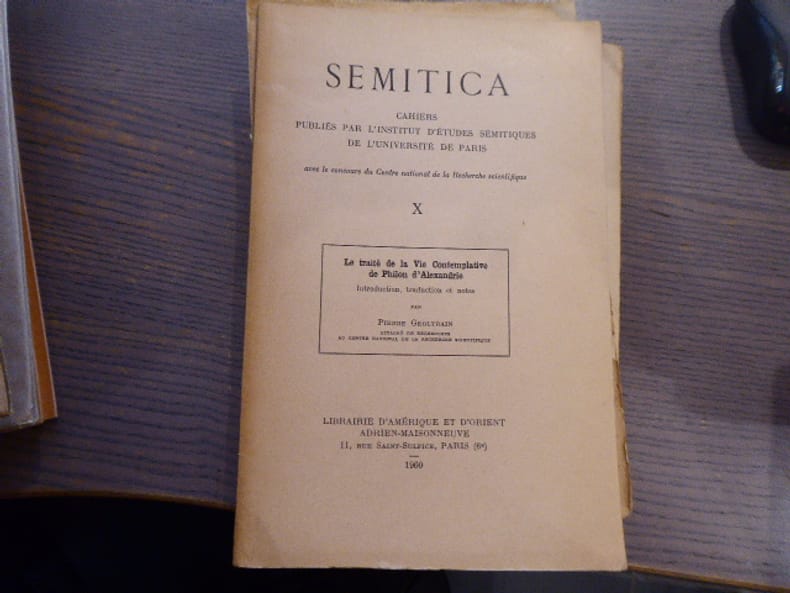 SEMITICA
CAHIERS
PUBLIÉS PAR L'INSTITUT D'ÉTUDES SÉMITIQUES
DE L'UNIVERSITÉ DE PARIS
avec le concours du Centre national de la Recherche scientifique
X
Le traité de la Vie Contemplative
de Philon d'Alexandrie
Introduction, traduction et notes
PAR
PIERRE GEOLTRAIN
ATTACHÉ DE RECHERCHES
AU CENTRE NATIONAL DE LA RECHERCHE SCIENTIFIQUE
LIBRAIRIE D'AMÉRIQUE ET D'ORIENT
ADRIEN-MAISONNEUVE
11, RUE SAINT-SULPICE, PARIS (6e)
1960